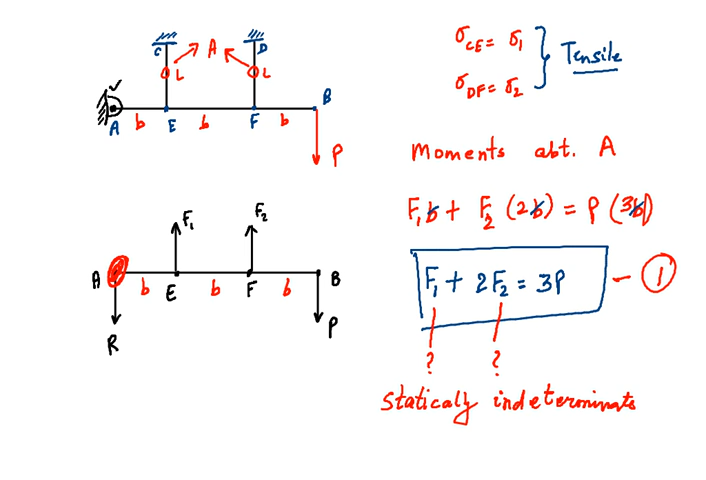 C A D
L L
A b E b F b B
P
F₁ F₂
A b E b F b B
R P
σCE = σ₁
σDF = σ₂
Tensile
Moments abt. A
F₁b + F₂ (2b) = P (3b)
F₁ + 2F₂ = 3P - 1
? ?
Statically indeterminate